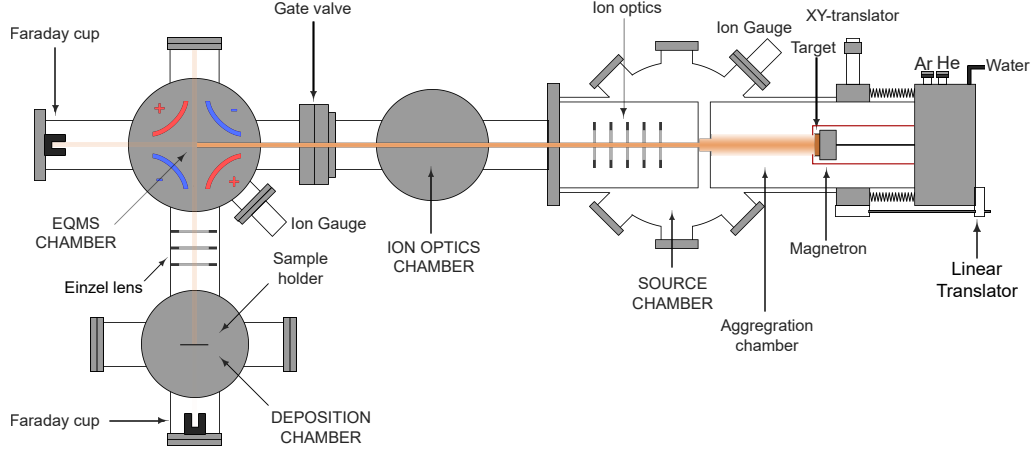 Gate valve
Ion optics
XY-translator
Ion Gauge
Faraday cup
Target
Ar He
Water
+
-
-
+
EQMS
CHAMBER
Ion Gauge
ION OPTICS
CHAMBER
Magnetron
Sample
holder
Einzel lens
SOURCE
CHAMBER
Linear
Translator
Aggregration
chamber
Faraday cup
DEPOSITION
CHAMBER